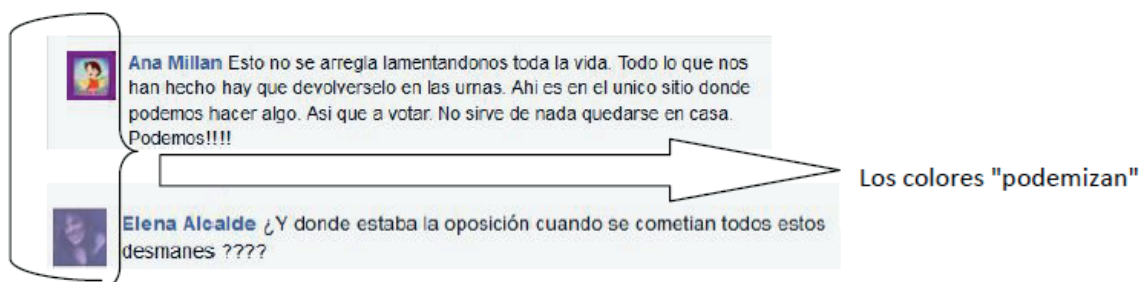 Ana Millan Esto no se arregla lamentandonos toda la vida. Todo lo que nos
han hecho hay que devolverselo en las urnas. Ahi es en el unico sitio donde
podemos hacer algo. Asi que a votar. No sirve de nada quedarse en casa.
Podemos!!!!
Los colores "podemizan"
Elena Alcalde ¿Y donde estaba la oposición cuando se cometian todos estos
desmanes ????